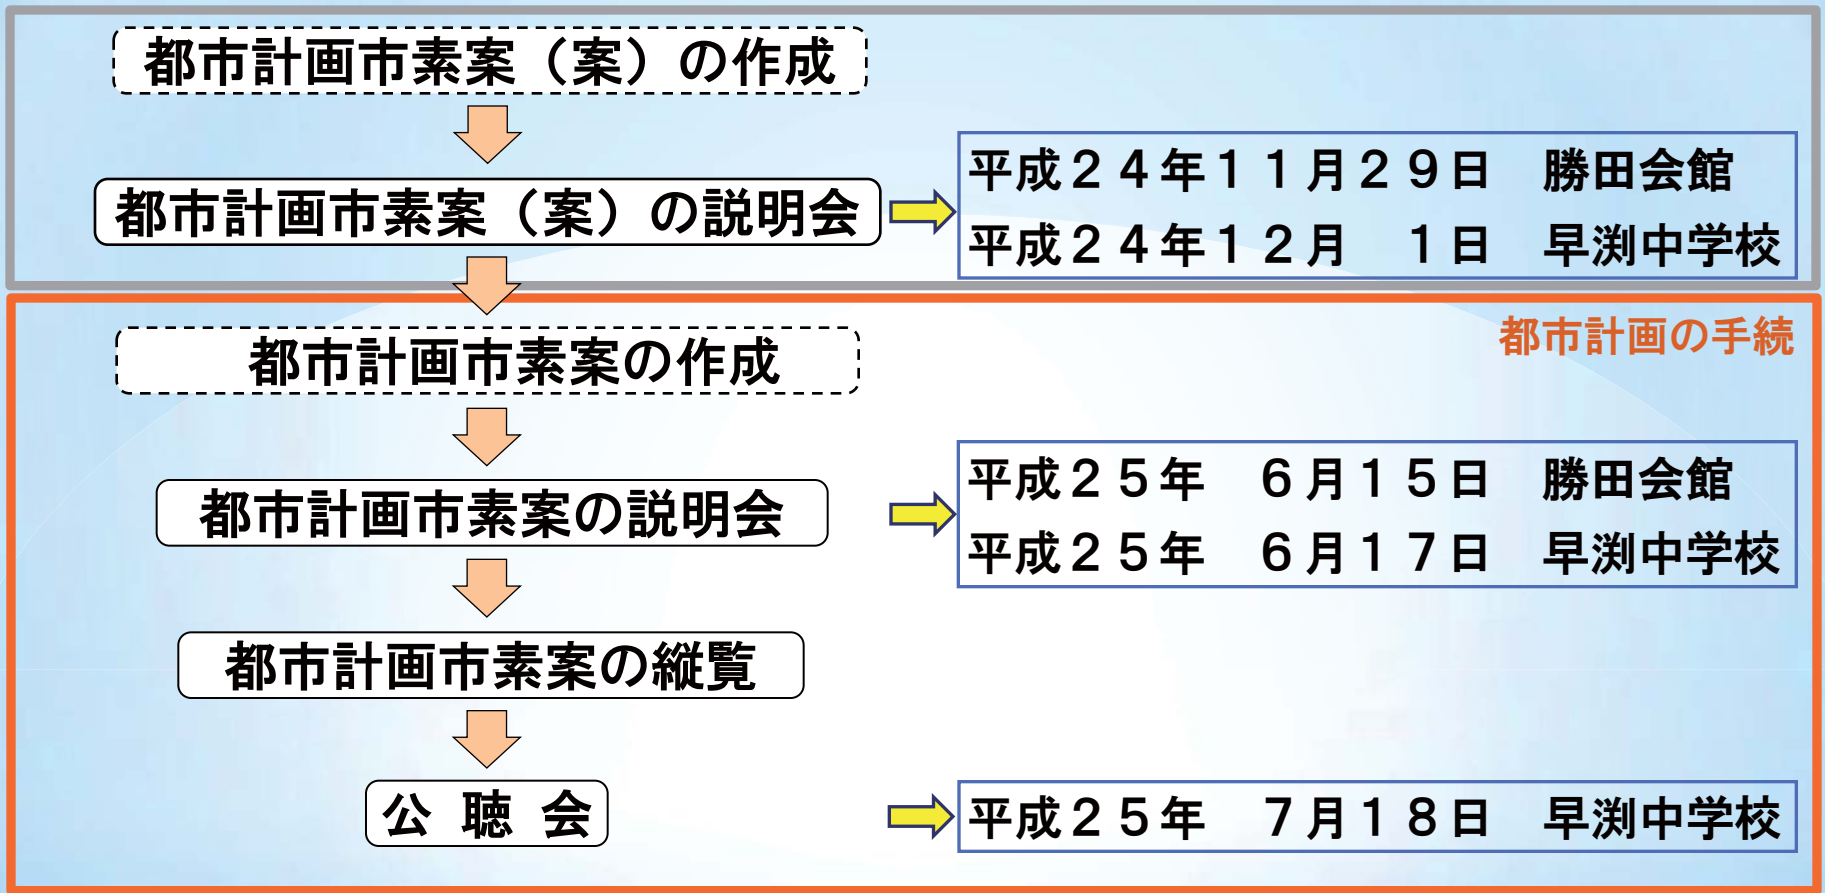 都市計画市素案（案）の作成
都市計画市素案（案）の説明会
平成２４年１１月２９日　勝田会館
平成２４年１２月　１日　早渕中学校
都市計画の手続
都市計画市素案の作成
都市計画市素案の説明会
平成２５年　６月１５日　勝田会館
平成２５年　６月１７日　早渕中学校
都市計画市素案の縦覧
公 聴 会
平成２５年　７月１８日　早渕中学校